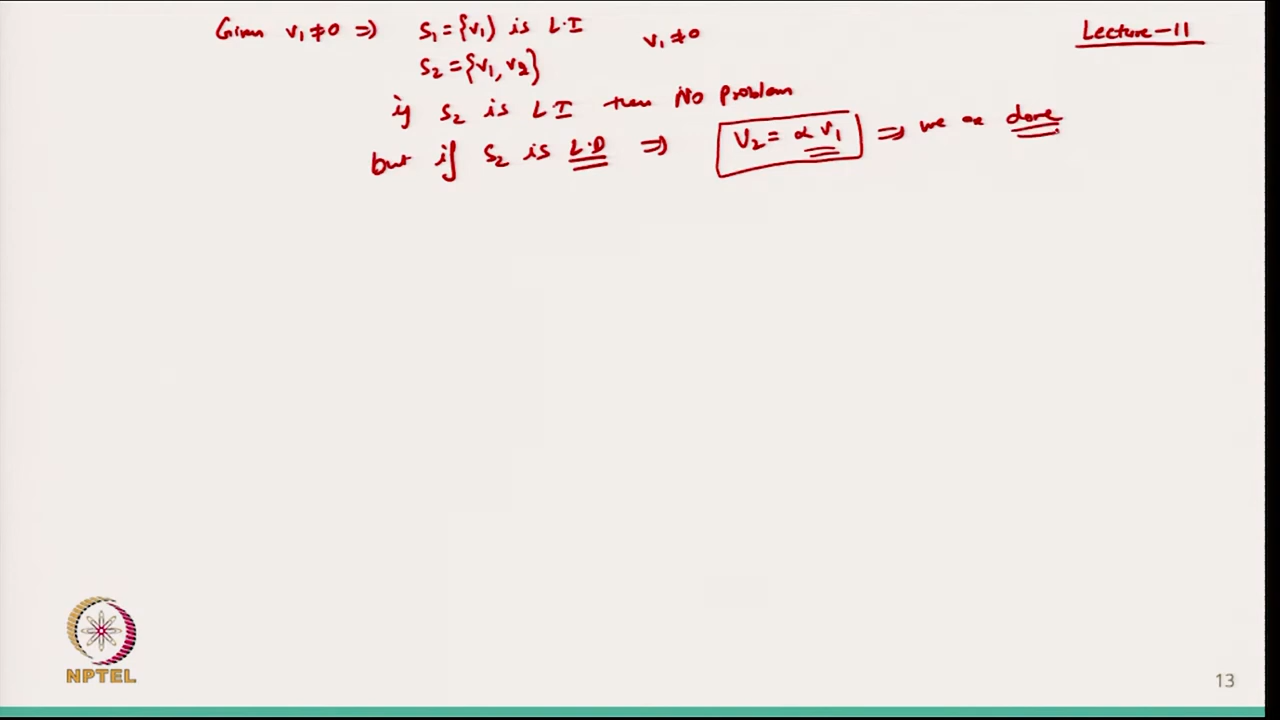 Lecture-11
Given v₁≠0 ⇒ S₁={v₁} is L.I v₁≠0
S₂={v₁, v₂}
if S₂ is L I then No problem
but if S₂ is L.D ⇒ V₂ = α v₁ ⇒ we are done
NPTEL
13